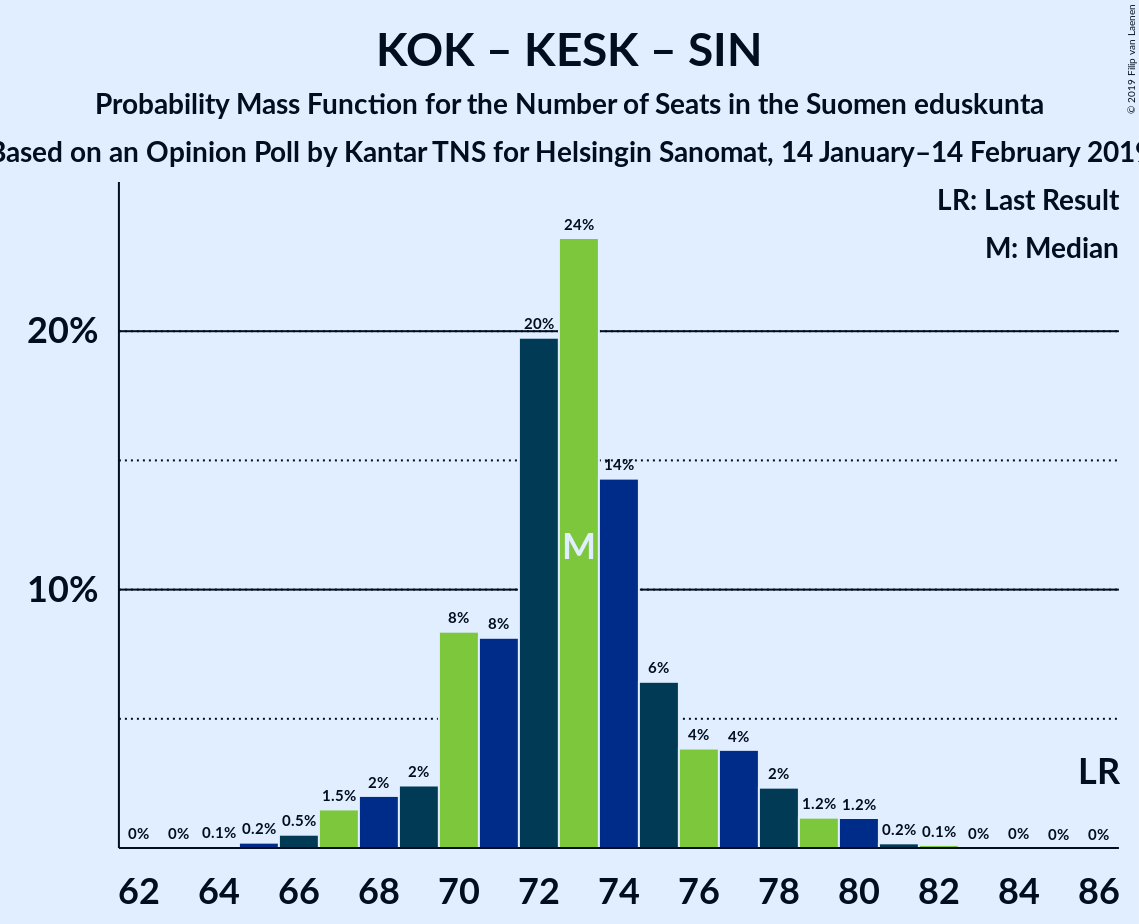 KOK – KESK – SIN
Probability Mass Function for the Number of Seats in the Suomen eduskunta
Based on an Opinion Poll by Kantar TNS for Helsingin Sanomat, 14 January–14 February 2019
© 2019 Filip van Laenen
LR: Last Result
M: Median
20%
10%
0% 0% 0.1% 0.2% 0.5% 1.5% 2% 2% 8% 8% 20% 24% 14% 6% 4% 4% 2% 1.2% 1.2% 0.2% 0.1% 0% 0% 0% 0%
M
LR
62 64 66 68 70 72 74 76 78 80 82 84 86